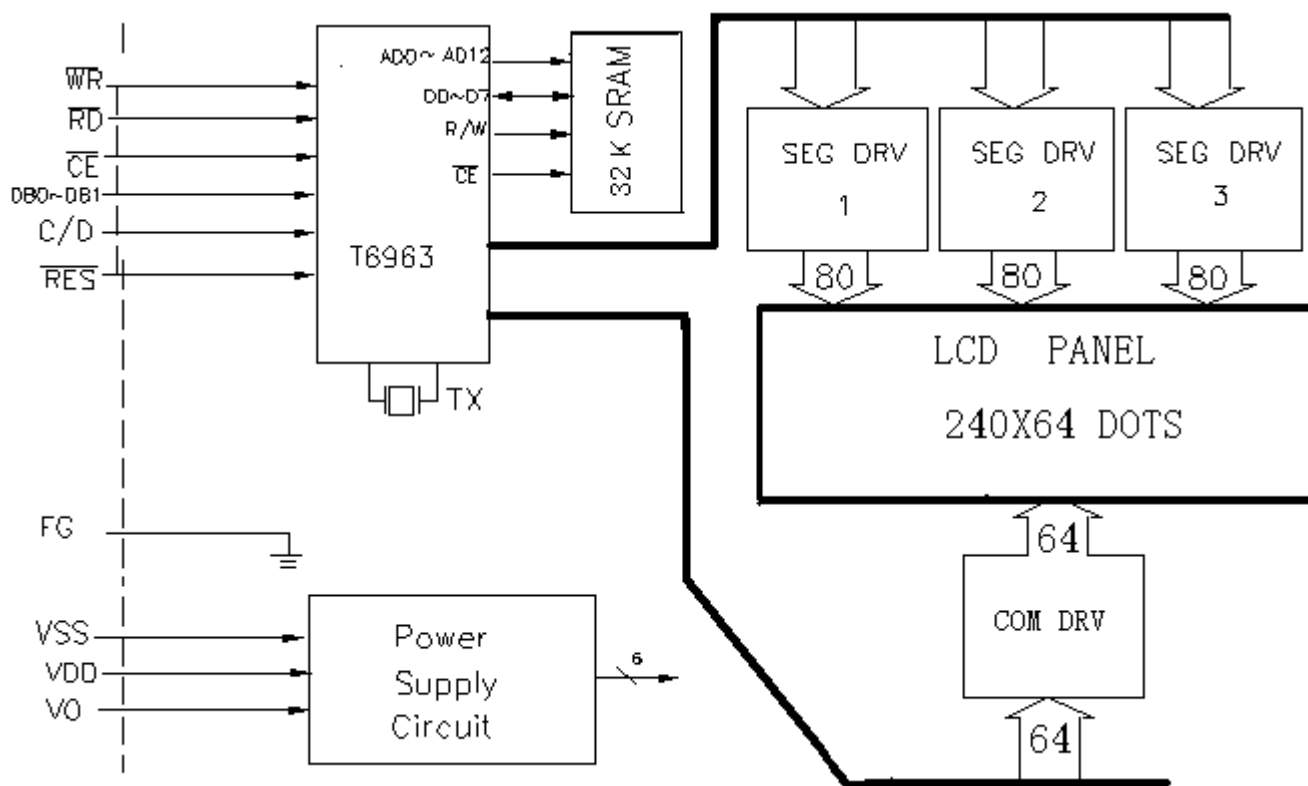 WR
RD
CE
DB0~DB1
C/D
RES
T6963
AD0~AD12
D0~D7
R/W
CE
32K SRAM
TX
SEG DRV
1
SEG DRV
2
SEG DRV
3
80
80
80
LCD PANEL
240X64 DOTS
64
COM DRV
64
FG
VSS
VDD
VO
Power
Supply
Circuit
6